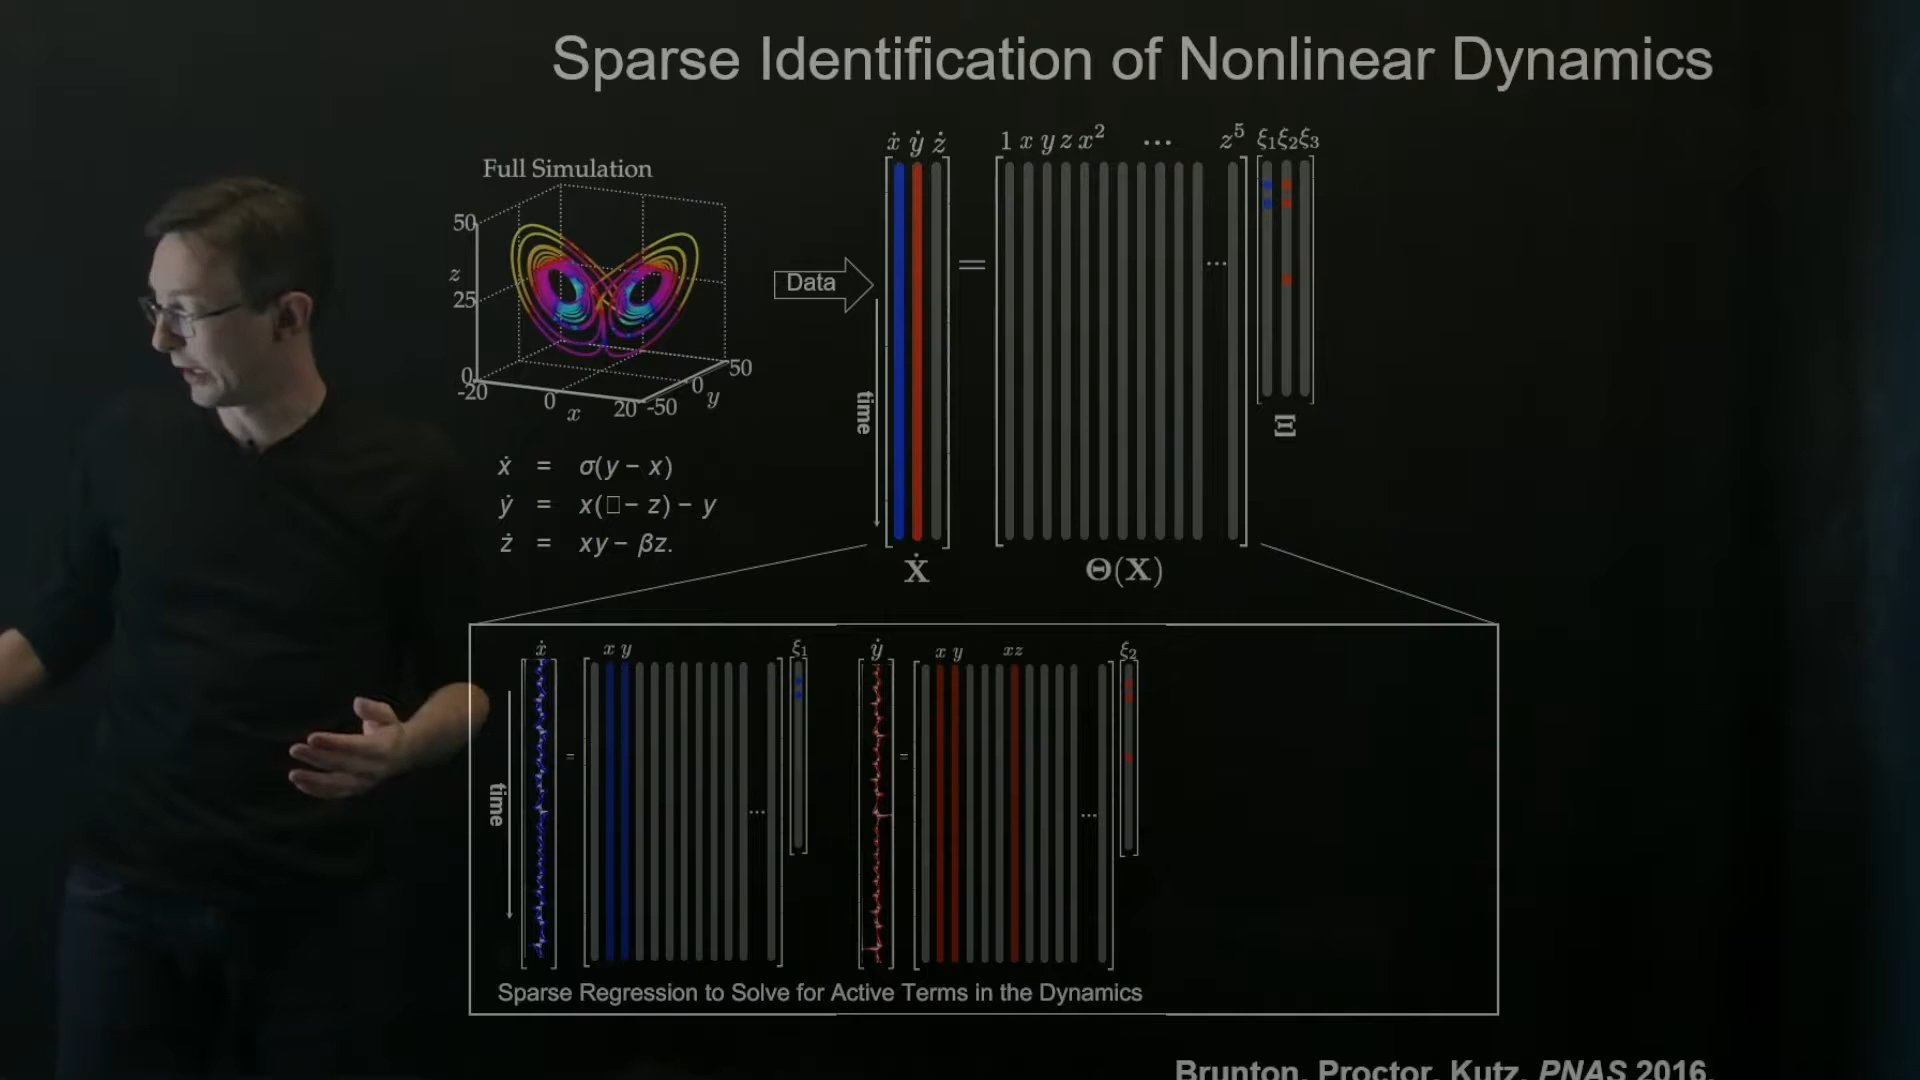 Sparse Identification of Nonlinear Dynamics
Full Simulation
50
z
25
0
-20
0
x
20
-50
0
y
50
ẋ = σ(y − x)
ẏ = x(□ − z) − y
ż = xy − βz.
Data
time
ẋ ẏ ż
=
1 x y z x² ... z⁵ ξ₁ξ₂ξ₃
...
Ẋ
Θ(X)
Ξ
ẋ
x y
ξ₁
time
=
...
ẏ
x y
xz
ξ₂
=
...
Sparse Regression to Solve for Active Terms in the Dynamics
Brunton, Proctor, Kutz, PNAS 2016.